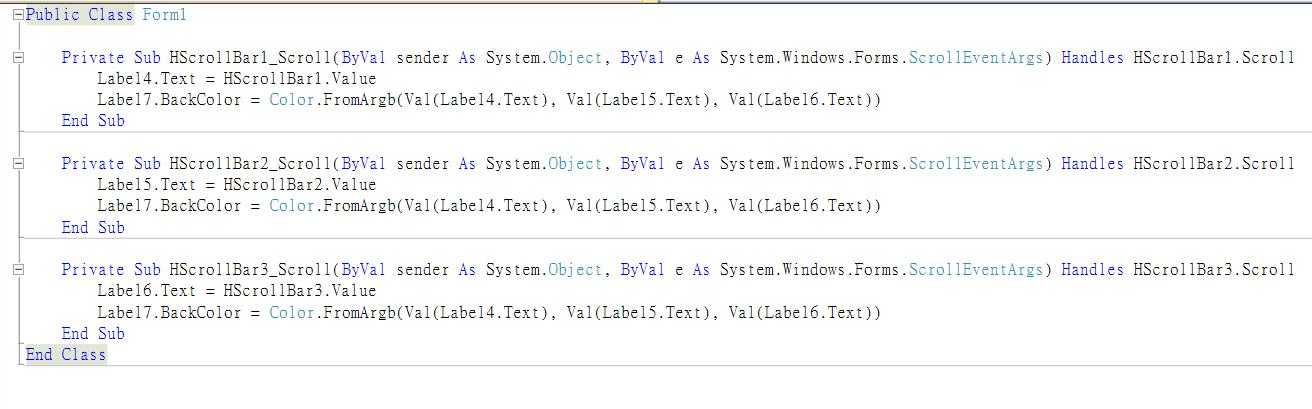 Public Class Form1
Private Sub HScrollBar1_Scroll(ByVal sender As System.Object, ByVal e As System.Windows.Forms.ScrollEventArgs) Handles HScrollBar1.Scroll
Label4.Text = HScrollBar1.Value
Label7.BackColor = Color.FromArgb(Val(Label4.Text), Val(Label5.Text), Val(Label6.Text))
End Sub
Private Sub HScrollBar2_Scroll(ByVal sender As System.Object, ByVal e As System.Windows.Forms.ScrollEventArgs) Handles HScrollBar2.Scroll
Label5.Text = HScrollBar2.Value
Label7.BackColor = Color.FromArgb(Val(Label4.Text), Val(Label5.Text), Val(Label6.Text))
End Sub
Private Sub HScrollBar3_Scroll(ByVal sender As System.Object, ByVal e As System.Windows.Forms.ScrollEventArgs) Handles HScrollBar3.Scroll
Label6.Text = HScrollBar3.Value
Label7.BackColor = Color.FromArgb(Val(Label4.Text), Val(Label5.Text), Val(Label6.Text))
End Sub
End Class